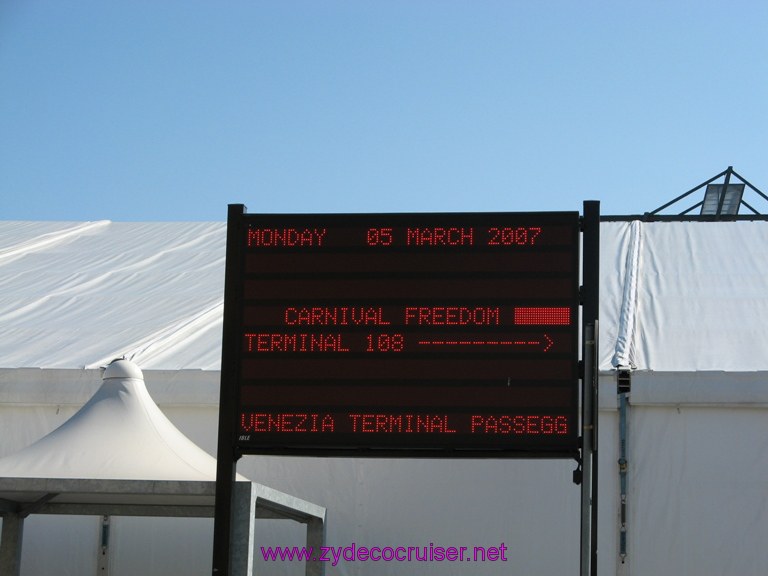 MONDAY 05 MARCH 2007
CARNIVAL FREEDOM
TERMINAL 108 --------->
VENEZIA TERMINAL PASSEGG
www.zydecocruiser.net